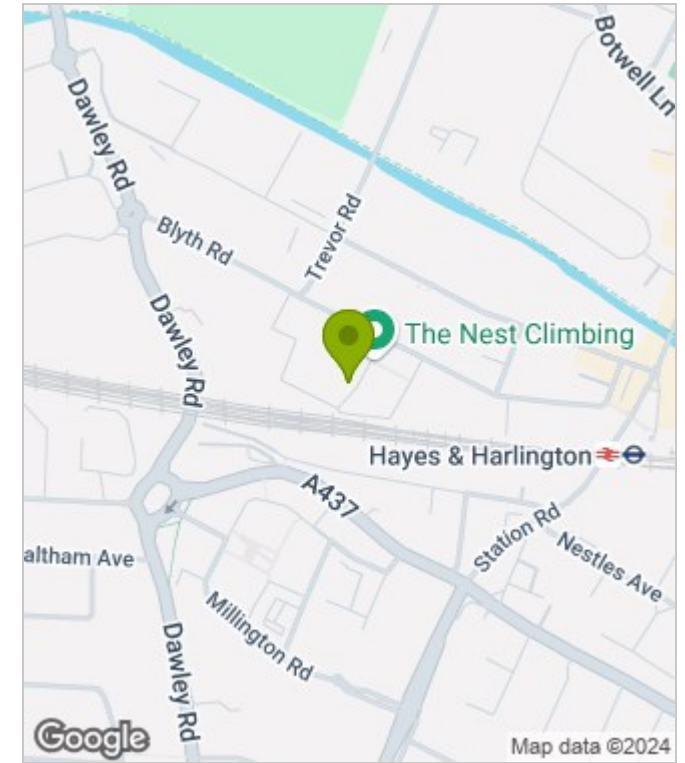 Botwell Ln
Dawley Rd
Trevor Rd
Blyth Rd
Dawley Rd
The Nest Climbing
Hayes & Harlington
A437
Station Rd
Nestles Ave
altham Ave
Millington Rd
Dawley Rd
Google
Map data ©2024